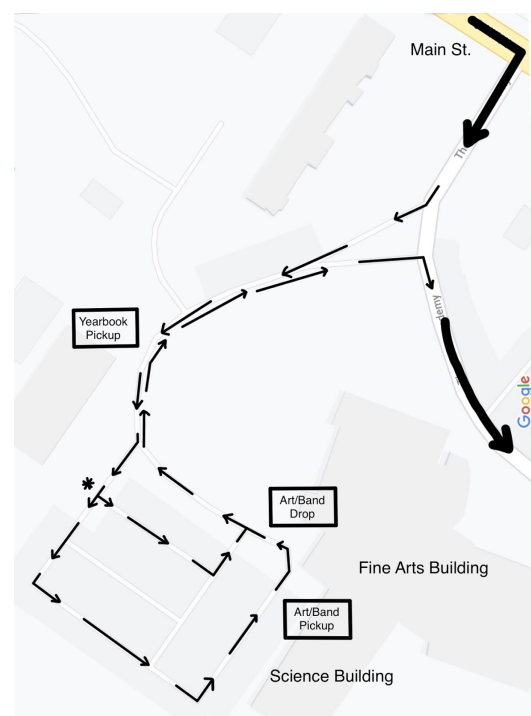 Main St.
Yearbook
Pickup
Google
*
Art/Band
Drop
Fine Arts Building
Art/Band
Pickup
Science Building